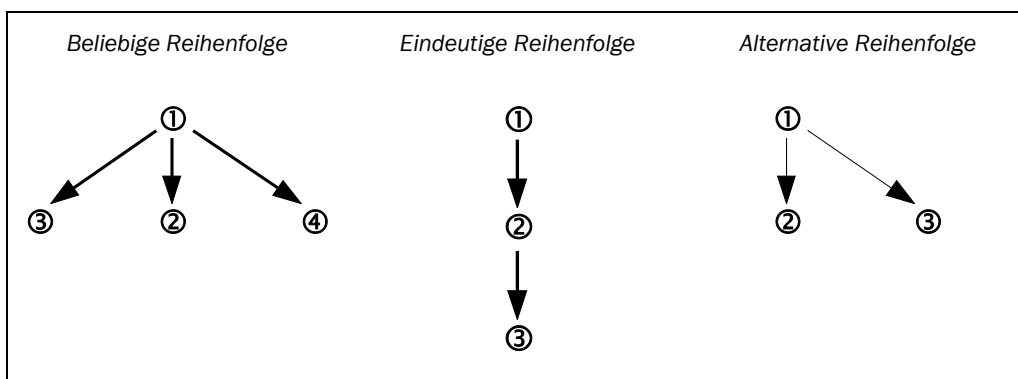 Beliebige Reihenfolge Eindeutige Reihenfolge Alternative Reihenfolge
① ① ①
③ ② ④ ② ② ③
③